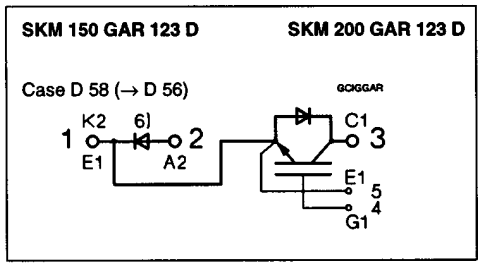 SKM 150 GAR 123 D
SKM 200 GAR 123 D
Case D 58 (→ D 56)
GCIGGAR
K2
6)
C1
1
2
3
E1
A2
E1
5
4
G1